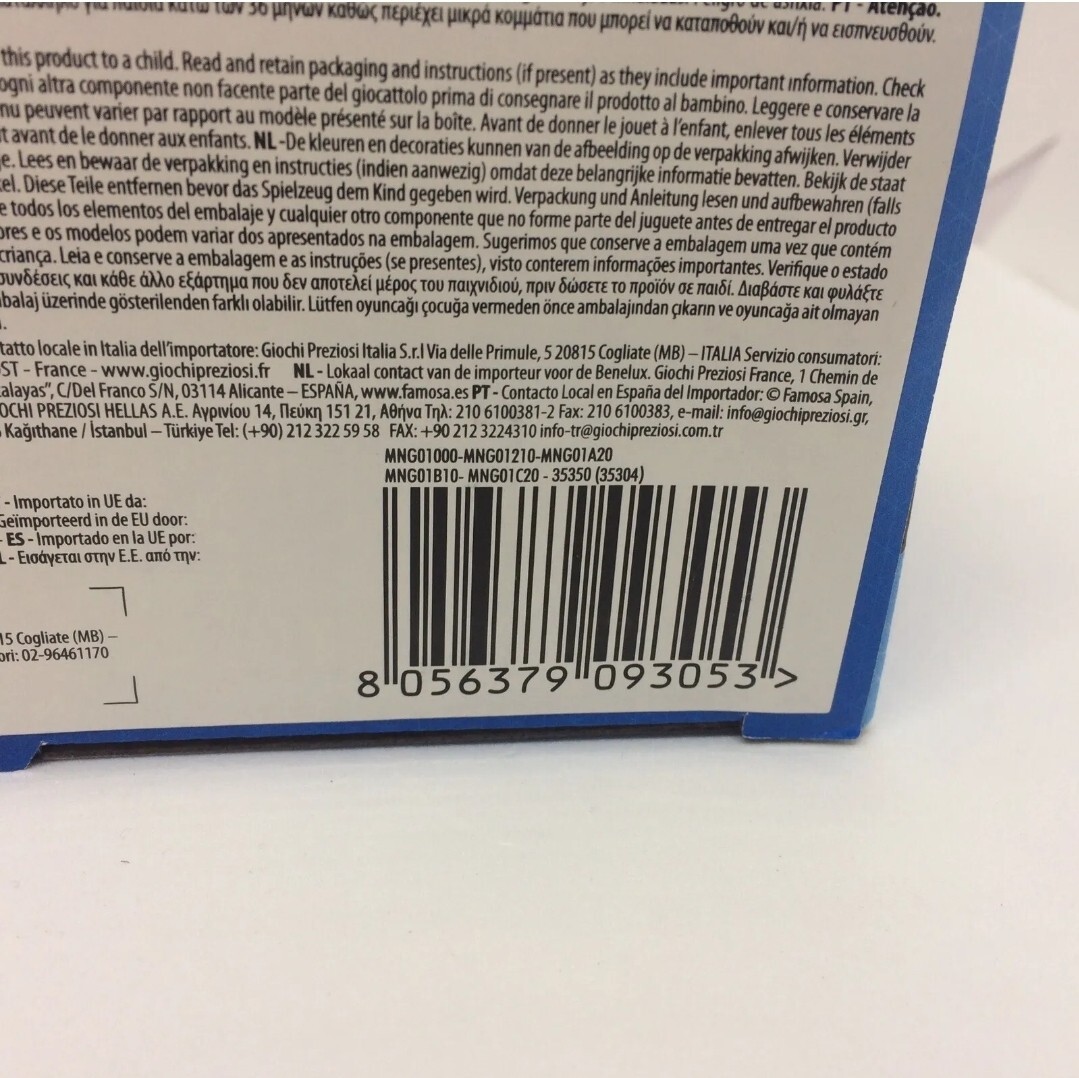 μηνών καθώς περιέχει μικρά κομμάτια που μπορεί να καταποθούν και/ή να εισπνευσθούν.
PT - Atenção.
this product to a child. Read and retain packaging and instructions (if present) as they include important information. Check
ogni altra componente non facente parte del giocattolo prima di consegnare il prodotto al bambino. Leggere e conservare la
nu peuvent varier par rapport au modèle présenté sur la boîte. Avant de donner le jouet à l'enfant, enlever tous les éléments
t avant de le donner aux enfants. NL -De kleuren en decoraties kunnen van de afbeelding op de verpakking afwijken. Verwijder
e. Lees en bewaar de verpakking en instructies (indien aanwezig) omdat deze belangrijke informatie bevatten. Bekijk de staat
el. Diese Teile entfernen bevor das Spielzeug dem Kind gegeben wird. Verpackung und Anleitung lesen und aufbewahren (falls
e todos los elementos del embalaje y cualquier otro componente que no forme parte del juguete antes de entregar el producto
ores e os modelos podem variar dos apresentados na embalagem. Sugerimos que conserve a embalagem uma vez que contém
criança. Leia e conserve a embalagem e as instruções (se presentes), visto conterem informações importantes. Verifique o estado
συνδέσεις και κάθε άλλο εξάρτημα που δεν αποτελεί μέρος του παιχνιδιού, πριν δώσετε το προϊόν σε παιδί. Διαβάστε και φυλάξτε
balaj üzerinde gösterilenden farklı olabilir. Lütfen oyuncağı çocuğa vermeden önce ambalajından çıkarın ve oyuncağa ait olmayan
tatto locale in Italia dell'importatore: Giochi Preziosi Italia S.r.l Via delle Primule, 5 20815 Cogliate (MB) – ITALIA Servizio consumatori:
ST - France - www.giochipreziosi.fr NL - Lokaal contact van de importeur voor de Benelux. Giochi Preziosi France, 1 Chemin de
alayas", C/Del Franco S/N, 03114 Alicante – ESPAÑA, www.famosa.es PT - Contacto Local en España del Importador: © Famosa Spain,
OCHI PREZIOSI HELLAS A.E. Αγρινίου 14, Πεύκη 151 21, Αθήνα Τηλ: 210 6100381-2 Fax: 210 6100383, e-mail: info@giochipreziosi.gr,
Kağıthane / İstanbul – Türkiye Tel: (+90) 212 322 59 58 FAX: +90 212 3224310 info-tr@giochipreziosi.com.tr
MNG01000-MNG01210-MNG01A20
MNG01B10- MNG01C20 - 35350 (35304)
- Importato in UE da:
Geïmporteerd in de EU door:
- ES - Importado en la UE por:
L - Εισάγεται στην Ε.Ε. από την:
15 Cogliate (MB) –
ori: 02-96461170
8 056379 093053 >